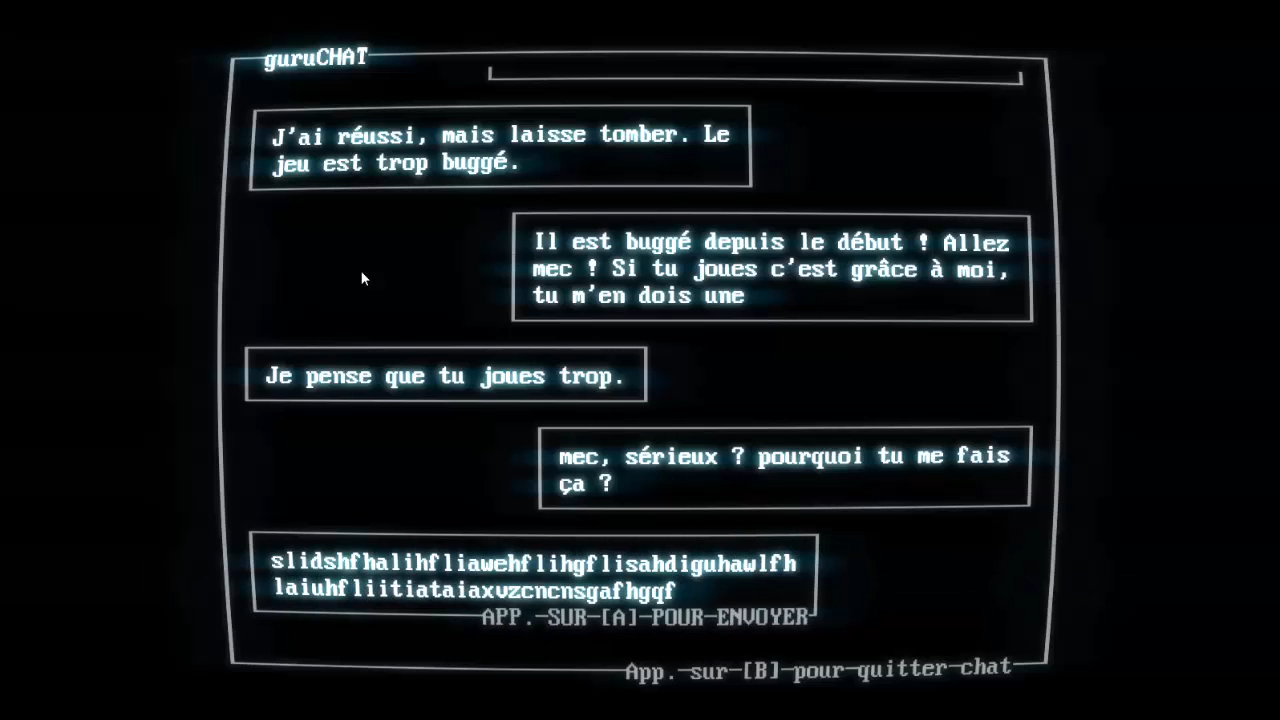 guruCHAT
J'ai réussi, mais laisse tomber. Le
jeu est trop buggé.
Il est buggé depuis le début ! Allez
mec ! Si tu joues c'est grâce à moi,
tu m'en dois une
Je pense que tu joues trop.
mec, sérieux ? pourquoi tu me fais
ça ?
slidshfhalihfliawehflihgflisahdiguhawlfh
laiuhfliitiataiaxvzcncnsgafhgqf
APP.-SUR-[A]-POUR-ENVOYER
App.-sur-[B]-pour-quitter-chat